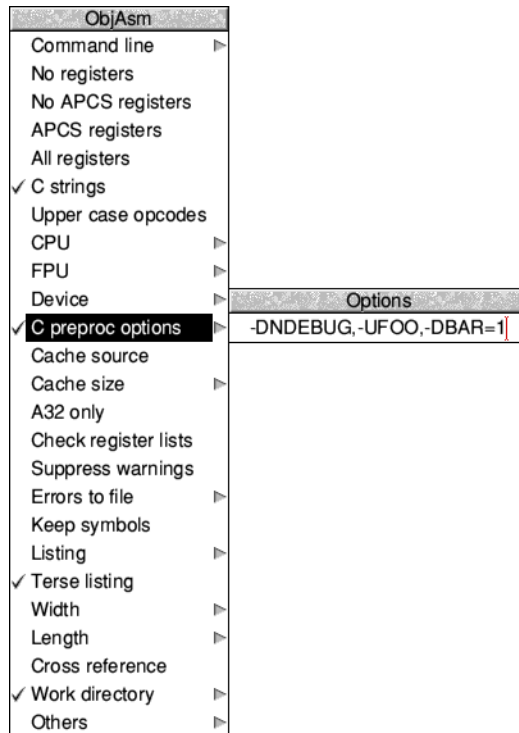 ObjAsm
Command line
No registers
No APCS registers
APCS registers
All registers
C strings
Upper case opcodes
CPU
FPU
Device
C preproc options
Options
-DNDEBUG,-UFOO,-DBAR=1
Cache source
Cache size
A32 only
Check register lists
Suppress warnings
Errors to file
Keep symbols
Listing
Terse listing
Width
Length
Cross reference
Work directory
Others